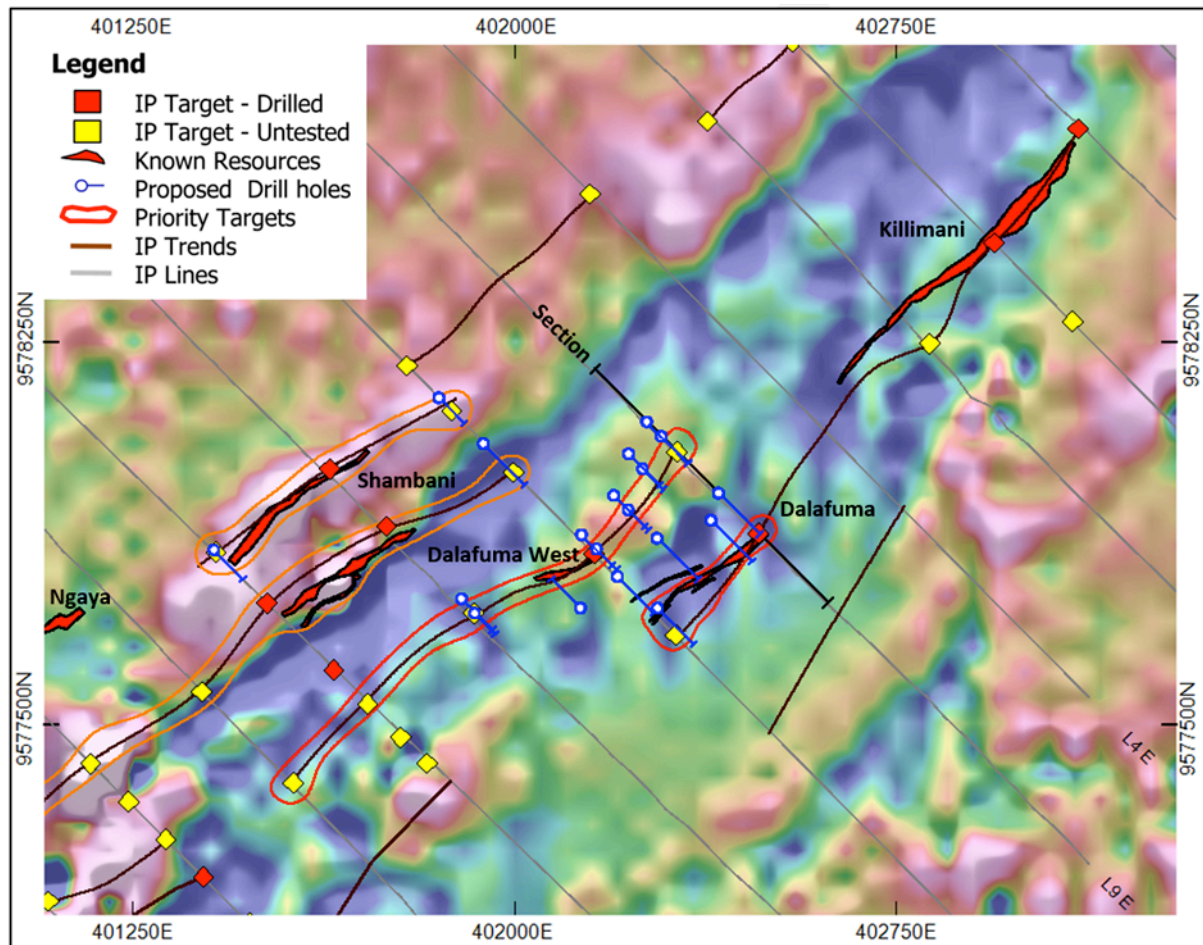 401250E 402000E 402750E
Legend
IP Target - Drilled
IP Target - Untested
Known Resources
Proposed Drill holes
Priority Targets
IP Trends
IP Lines
Killimani
Section
9578250N
9578250N
Shambani
Dalafuma
Dalafuma West
Ngaya
9577500N
9577500N
L4 E
L9 E
401250E 402000E 402750E